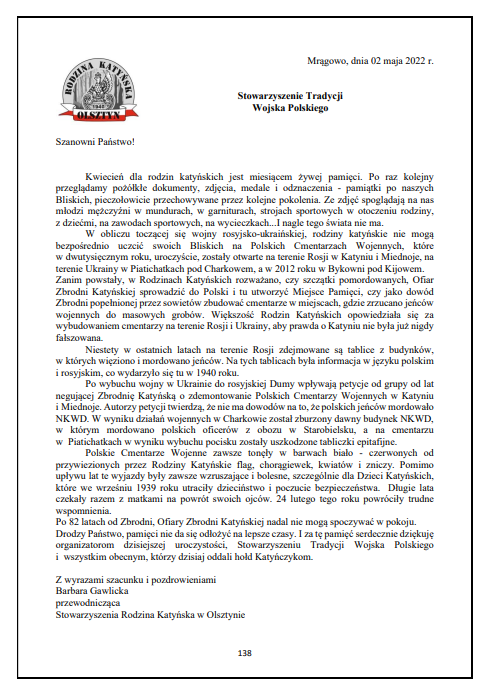 RODZINA KATYŃSKA
OLSZTYN
Mrągowo, dnia 02 maja 2022 r.
Stowarzyszenie Tradycji
Wojska Polskiego
Szanowni Państwo!
Kwiecień dla rodzin katyńskich jest miesiącem żywej pamięci. Po raz kolejny
przeglądamy pożółkłe dokumenty, zdjęcia, medale i odznaczenia - pamiątki po naszych
Bliskich, pieczołowicie przechowywane przez kolejne pokolenia. Ze zdjęć spoglądają na nas
młodzi mężczyźni w mundurach, w garniturach, strojach sportowych w otoczeniu rodziny,
z dziećmi, na zawodach sportowych, na wycieczkach...I nagle tego świata nie ma.
W obliczu toczącej się wojny rosyjsko-ukraińskiej, rodziny katyńskie nie mogą
bezpośrednio uczcić swoich Bliskich na Polskich Cmentarzach Wojennych, które
w dwutysięcznym roku, uroczyście, zostały otwarte na terenie Rosji w Katyniu i Miednoje, na
terenie Ukrainy w Piatichatkach pod Charkowem, a w 2012 roku w Bykowni pod Kijowem.
Zanim powstały, w Rodzinach Katyńskich rozważano, czy szczątki pomordowanych, Ofiar
Zbrodni Katyńskiej sprowadzić do Polski i tu utworzyć Miejsce Pamięci, czy jako dowód
Zbrodni popełnionej przez sowietów zbudować cmentarze w miejscach, gdzie zrzucano jeńców
wojennych do masowych grobów. Większość Rodzin Katyńskich opowiedziała się za
wybudowaniem cmentarzy na terenie Rosji i Ukrainy, aby prawda o Katyniu nie była już nigdy
fałszowana.
Niestety w ostatnich latach na terenie Rosji zdejmowane są tablice z budynków,
w których więziono i mordowano jeńców. Na tych tablicach była informacja w języku polskim
i rosyjskim, co wydarzyło się tu w 1940 roku.
Po wybuchu wojny w Ukrainie do rosyjskiej Dumy wpływają petycje od grupy od lat
negującej Zbrodnię Katyńską o zdemontowanie Polskich Cmentarzy Wojennych w Katyniu
i Miednoje. Autorzy petycji twierdzą, że nie ma dowodów na to, że polskich jeńców mordowało
NKWD. W wyniku działań wojennych w Charkowie został zburzony dawny budynek NKWD,
w którym mordowano polskich oficerów z obozu w Starobielsku, a na cmentarzu
w Piatichatkach w wyniku wybuchu pocisku zostały uszkodzone tabliczki epitafijne.
Polskie Cmentarze Wojenne zawsze tonęły w barwach biało - czerwonych od
przywiezionych przez Rodziny Katyńskie flag, chorągiewek, kwiatów i zniczy. Pomimo
upływu lat te wyjazdy były zawsze wzruszające i bolesne, szczególnie dla Dzieci Katyńskich,
które we wrześniu 1939 roku utraciły dzieciństwo i poczucie bezpieczeństwa. Długie lata
czekały razem z matkami na powrót swoich ojców. 24 lutego tego roku powróciły trudne
wspomnienia.
Po 82 latach od Zbrodni, Ofiary Zbrodni Katyńskiej nadal nie mogą spoczywać w pokoju.
Drodzy Państwo, pamięci nie da się odłożyć na lepsze czasy. I za tę pamięć serdecznie dziękuję
organizatorom dzisiejszej uroczystości, Stowarzyszeniu Tradycji Wojska Polskiego
i wszystkim obecnym, którzy dzisiaj oddali hołd Katyńczykom.
Z wyrazami szacunku i pozdrowieniami
Barbara Gawlicka
przewodnicząca
Stowarzyszenia Rodzina Katyńska w Olsztynie
138